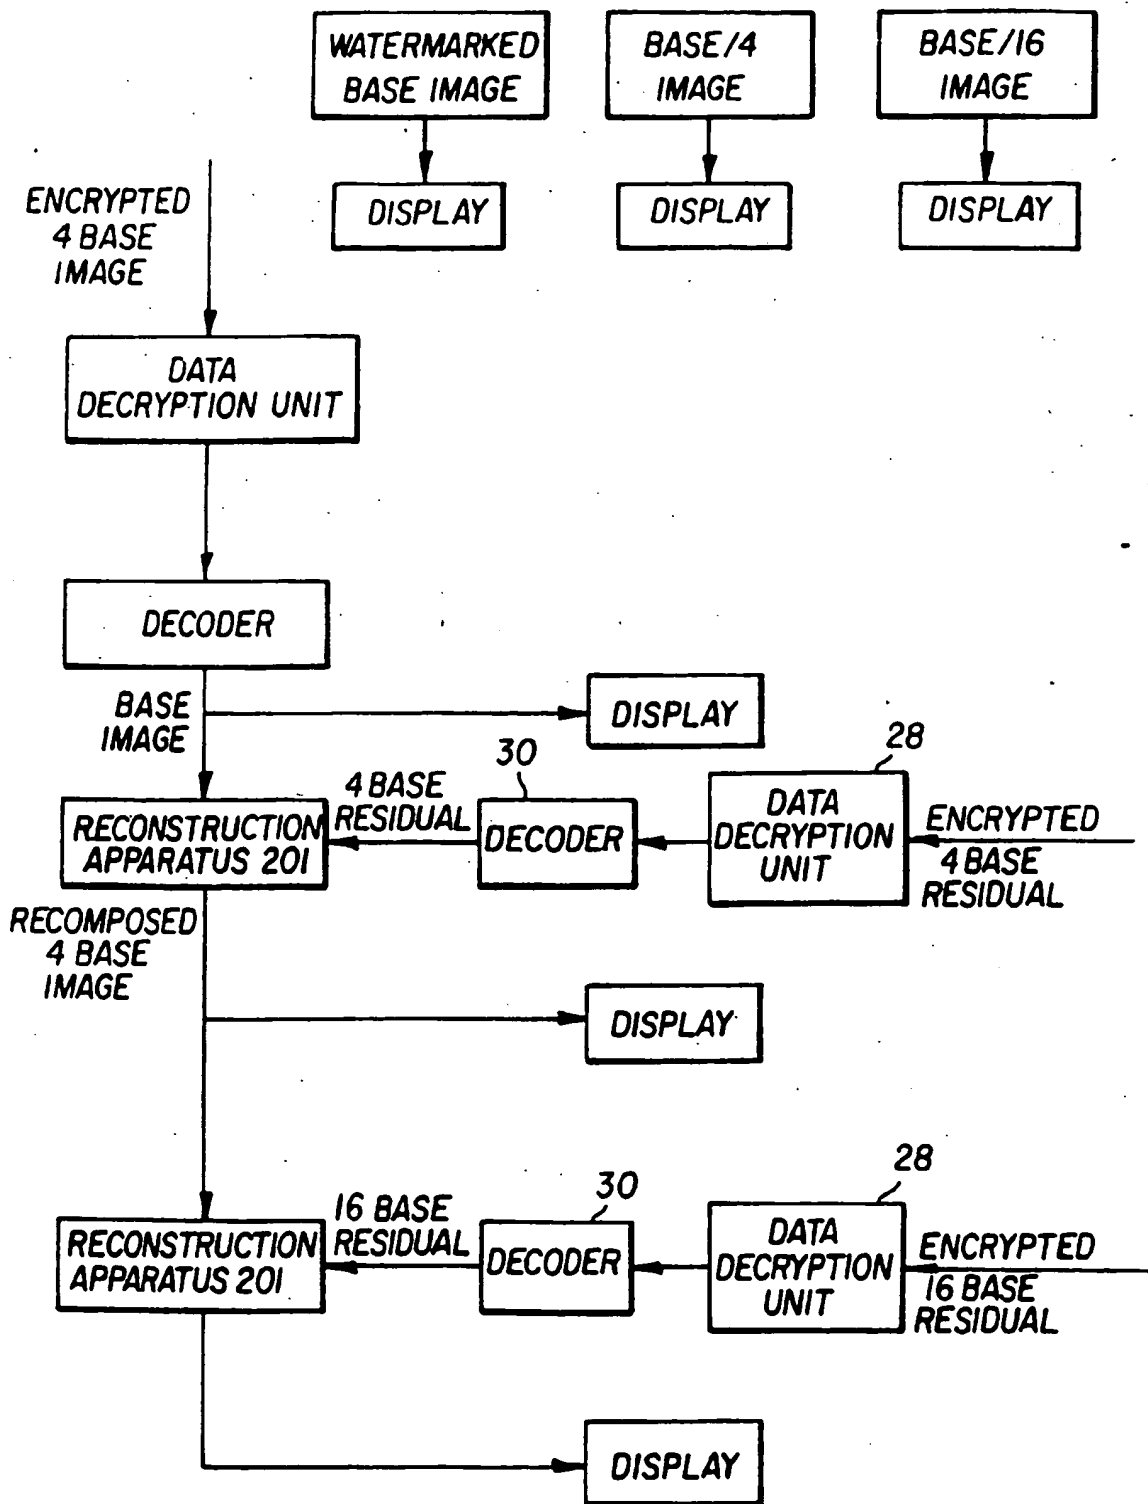 WATERMARKED
BASE IMAGE
BASE/4
IMAGE
BASE/16
IMAGE
DISPLAY
DISPLAY
DISPLAY
ENCRYPTED
4 BASE
IMAGE
DATA
DECRYPTION UNIT
DECODER
BASE
IMAGE
DISPLAY
RECONSTRUCTION
APPARATUS 201
4 BASE
RESIDUAL
30
DECODER
28
DATA
DECRYPTION
UNIT
ENCRYPTED
4 BASE
RESIDUAL
RECOMPOSED
4 BASE
IMAGE
DISPLAY
RECONSTRUCTION
APPARATUS 201
16 BASE
RESIDUAL
30
DECODER
28
DATA
DECRYPTION
UNIT
ENCRYPTED
16 BASE
RESIDUAL
DISPLAY